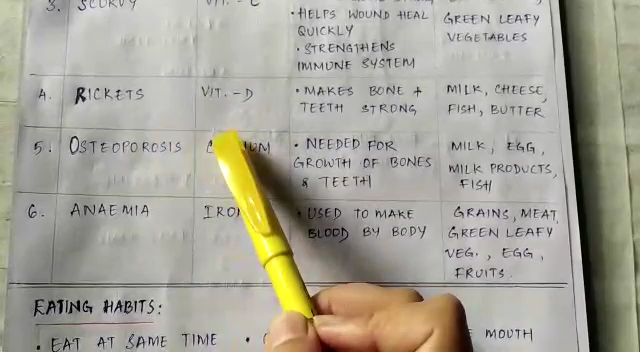 3. SCURVY VIT. - C
• HELPS WOUND HEAL QUICKLY
• STRENGTHENS IMMUNE SYSTEM
GREEN LEAFY VEGETABLES
4. RICKETS VIT. - D
• MAKES BONE + TEETH STRONG
MILK, CHEESE, FISH, BUTTER
5. OSTEOPOROSIS
• NEEDED FOR GROWTH OF BONES & TEETH
MILK, EGG, MILK PRODUCTS, FISH
6. ANAEMIA IRON
• USED TO MAKE BLOOD BY BODY
GRAINS, MEAT, GREEN LEAFY VEG., EGG, FRUITS.
EATING HABITS:
• EAT AT SAME TIME • MOUTH